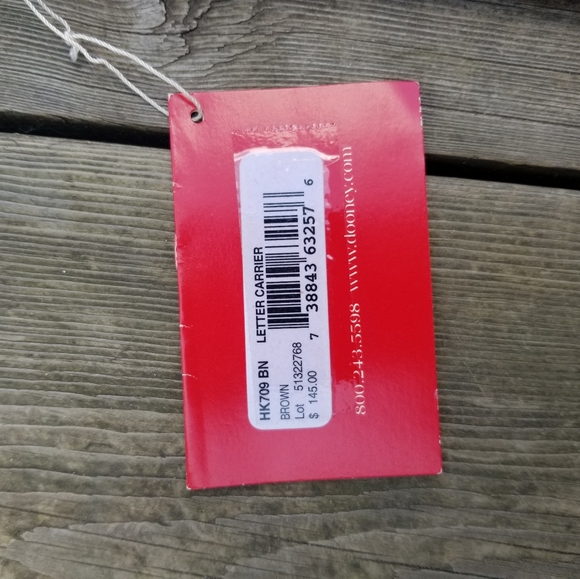 HK709 BN LETTER CARRIER
BROWN
Lot 51322768
$ 145.00
7 38843 63257 6
800.243.5598 www.dooney.com